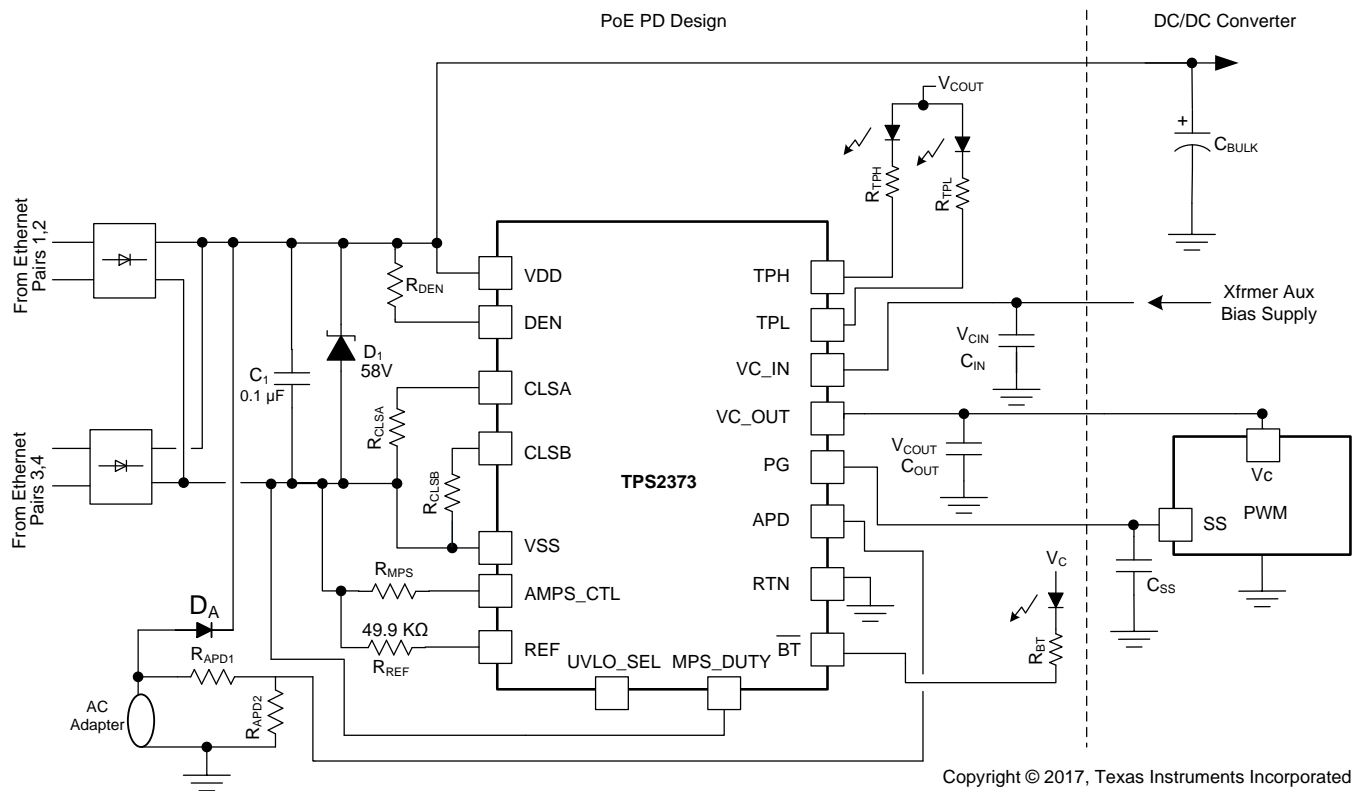 PoE PD Design
DC/DC Converter
VCOUT
+
CBULK
RTPH
RTPL
From Ethernet
Pairs 1,2
VDD
RDEN
DEN
TPH
TPL
Xfrmer Aux
Bias Supply
VCIN
CIN
D1
58V
C1
0.1 µF
VC_IN
CLSA
RCLSA
VC_OUT
CLSB
RCLSB
VCOUT
COUT
Vc
From Ethernet
Pairs 3,4
TPS2373
PG
SS
PWM
APD
VSS
VC
CSS
RMPS
AMPS_CTL
RTN
DA
49.9 KΩ
RREF
REF
BT
RBT
RAPD1
UVLO_SEL
MPS_DUTY
AC
Adapter
RAPD2
Copyright © 2017, Texas Instruments Incorporated